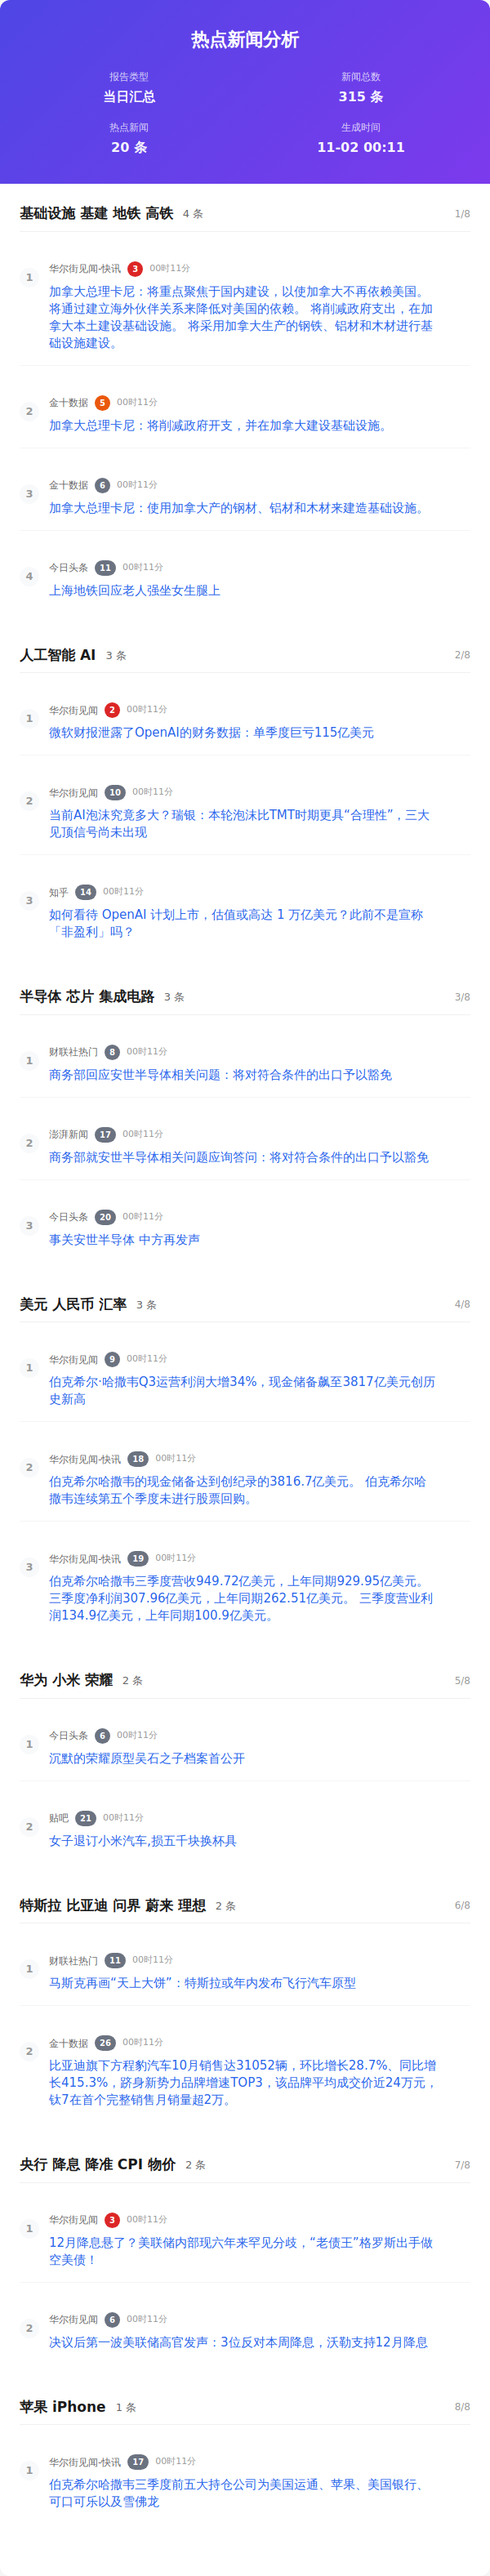 热点新闻分析
报告类型
当日汇总
新闻总数
315 条
热点新闻
20 条
生成时间
11-02 00:11
基础设施 基建 地铁 高铁 4 条 1/8
1
华尔街见闻-快讯 3 00时11分
加拿大总理卡尼：将重点聚焦于国内建设，以使加拿大不再依赖美国。
将通过建立海外伙伴关系来降低对美国的依赖。 将削减政府支出，在加
拿大本土建设基础设施。 将采用加拿大生产的钢铁、铝材和木材进行基
础设施建设。
2
金十数据 5 00时11分
加拿大总理卡尼：将削减政府开支，并在加拿大建设基础设施。
3
金十数据 6 00时11分
加拿大总理卡尼：使用加拿大产的钢材、铝材和木材来建造基础设施。
4
今日头条 11 00时11分
上海地铁回应老人强坐女生腿上
人工智能 AI 3 条 2/8
1
华尔街见闻 2 00时11分
微软财报泄露了OpenAI的财务数据：单季度巨亏115亿美元
2
华尔街见闻 10 00时11分
当前AI泡沫究竟多大？瑞银：本轮泡沫比TMT时期更具“合理性”，三大
见顶信号尚未出现
3
知乎 14 00时11分
如何看待 OpenAI 计划上市，估值或高达 1 万亿美元？此前不是宣称
「非盈利」吗？
半导体 芯片 集成电路 3 条 3/8
1
财联社热门 8 00时11分
商务部回应安世半导体相关问题：将对符合条件的出口予以豁免
2
澎湃新闻 17 00时11分
商务部就安世半导体相关问题应询答问：将对符合条件的出口予以豁免
3
今日头条 20 00时11分
事关安世半导体 中方再发声
美元 人民币 汇率 3 条 4/8
1
华尔街见闻 9 00时11分
伯克希尔·哈撒韦Q3运营利润大增34%，现金储备飙至3817亿美元创历
史新高
2
华尔街见闻-快讯 18 00时11分
伯克希尔哈撒韦的现金储备达到创纪录的3816.7亿美元。 伯克希尔哈
撒韦连续第五个季度未进行股票回购。
3
华尔街见闻-快讯 19 00时11分
伯克希尔哈撒韦三季度营收949.72亿美元，上年同期929.95亿美元。
三季度净利润307.96亿美元，上年同期262.51亿美元。 三季度营业利
润134.9亿美元，上年同期100.9亿美元。
华为 小米 荣耀 2 条 5/8
1
今日头条 6 00时11分
沉默的荣耀原型吴石之子档案首公开
2
贴吧 21 00时11分
女子退订小米汽车,损五千块换杯具
特斯拉 比亚迪 问界 蔚来 理想 2 条 6/8
1
财联社热门 11 00时11分
马斯克再画“天上大饼”：特斯拉或年内发布飞行汽车原型
2
金十数据 26 00时11分
比亚迪旗下方程豹汽车10月销售达31052辆，环比增长28.7%、同比增
长415.3%，跻身新势力品牌增速TOP3，该品牌平均成交价近24万元，
钛7在首个完整销售月销量超2万。
央行 降息 降准 CPI 物价 2 条 7/8
1
华尔街见闻 3 00时11分
12月降息悬了？美联储内部现六年来罕见分歧，“老债王”格罗斯出手做
空美债！
2
华尔街见闻 6 00时11分
决议后第一波美联储高官发声：3位反对本周降息，沃勒支持12月降息
苹果 iPhone 1 条 8/8
1
华尔街见闻-快讯 17 00时11分
伯克希尔哈撒韦三季度前五大持仓公司为美国运通、苹果、美国银行、
可口可乐以及雪佛龙